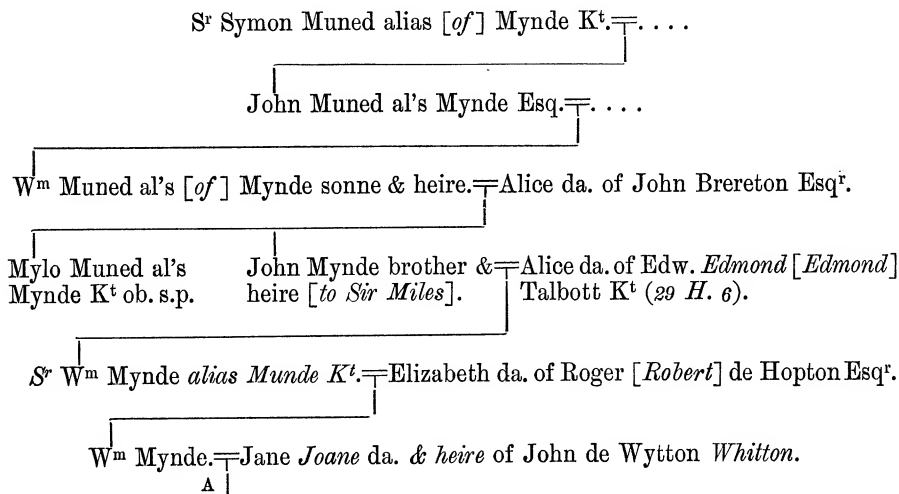 Sʳ Symon Muned alias [of] Mynde Kᵗ.╤. . . .
John Muned al's Mynde Esq.╤. . . .
Wᵐ Muned al's [of] Mynde sonne & heire.╤Alice da. of John Brereton Esqʳ.
Mylo Muned al's
Mynde Kᵗ ob. s.p.
John Mynde brother &╤Alice da. of Edw. Edmond [Edmond]
heire [to Sir Miles].
Talbott Kᵗ (29 H. 6).
Sʳ Wᵐ Mynde alias Munde Kᵗ.╤Elizabeth da. of Roger [Robert] de Hopton Esqʳ.
Wᵐ Mynde.╤Jane Joane da. & heire of John de Wytton Whitton.
A